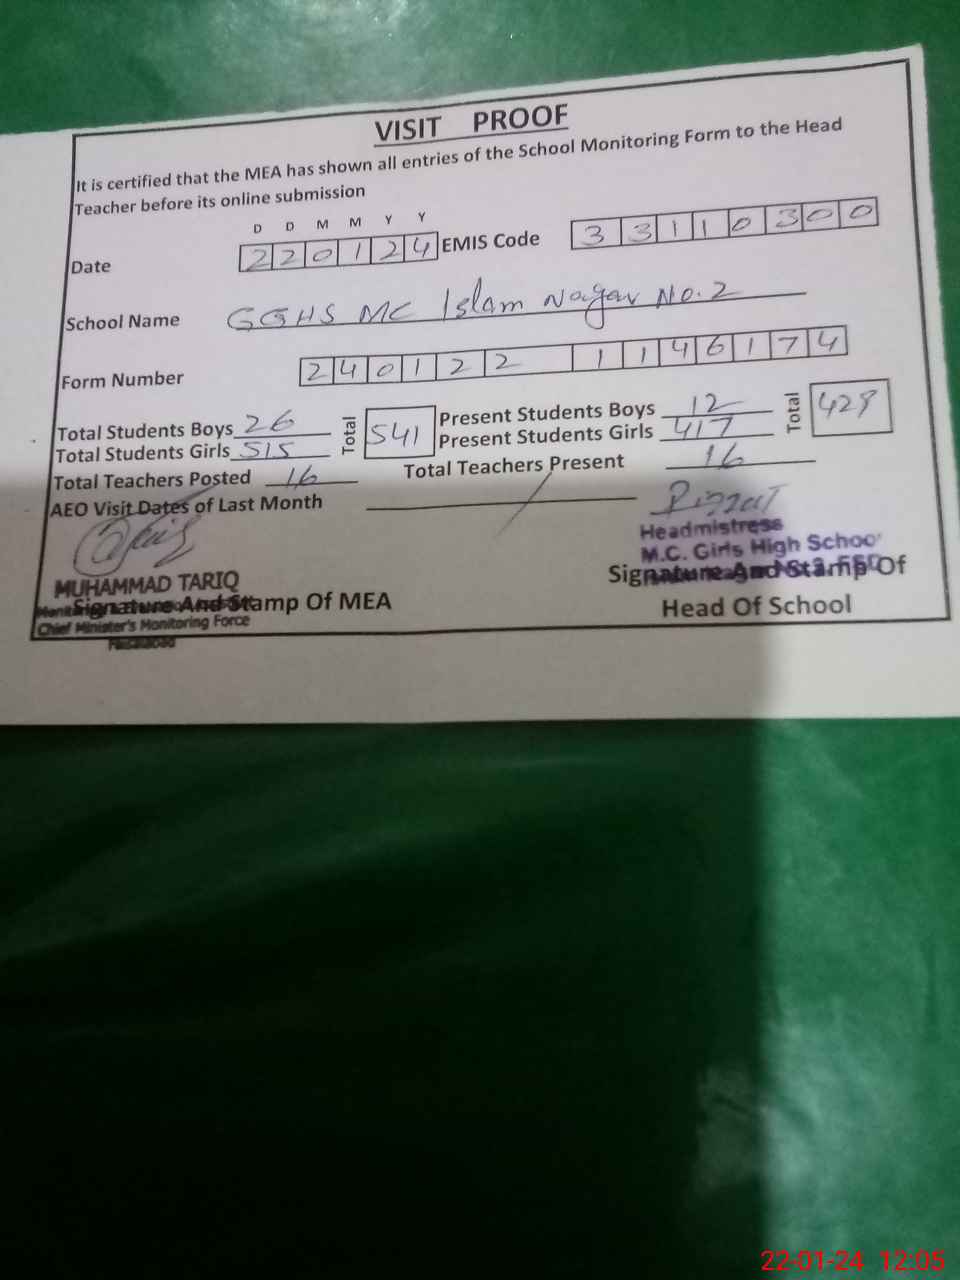 VISIT PROOF
It is certified that the MEA has shown all entries of the School Monitoring Form to the Head
Teacher before its online submission
D D M M Y Y
Date 2 2 0 1 2 4 EMIS Code 3 3 1 1 0 3 0 0
School Name GGHS MC Islam Nagar No.2
Form Number 2 4 0 1 2 2 1 1 4 6 1 7 4
Total Students Boys 26 Total 541 Present Students Boys 12 Total 429
Total Students Girls 515 Present Students Girls 417
Total Teachers Posted 16 Total Teachers Present 16
AEO Visit Dates of Last Month
Headmistress
M.C. Girls High School
MUHAMMAD TARIQ
Signature And Stamp Of MEA Signature And Stamp Of
Chief Minister's Monitoring Force Head Of School
Faisalabad
22-01-24 12:05